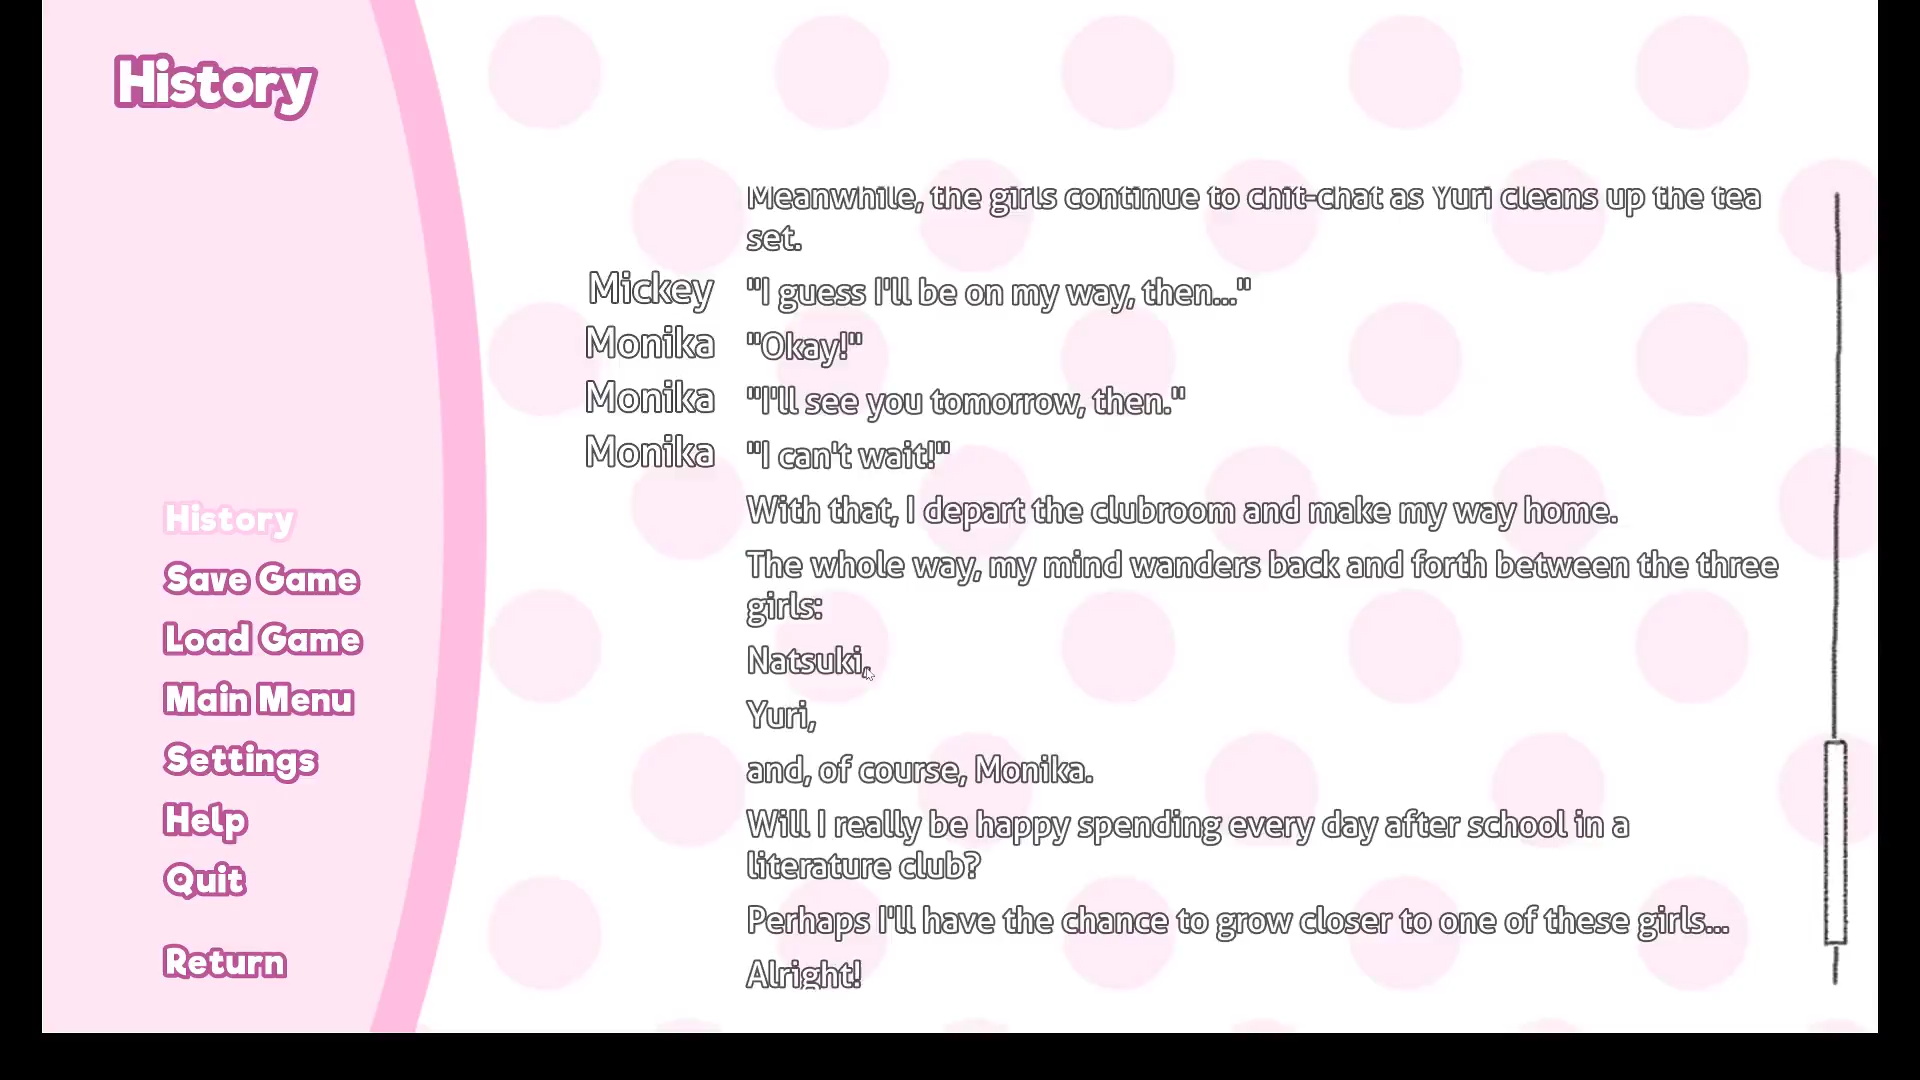 History
Meanwhile, the girls continue to chit-chat as Yuri cleans up the tea
set.
Mickey "I guess I'll be on my way, then..."
Monika "Okay!"
Monika "I'll see you tomorrow, then."
Monika "I can't wait!"
With that, I depart the clubroom and make my way home.
The whole way, my mind wanders back and forth between the three
girls:
Natsuki,
Yuri,
and, of course, Monika.
Will I really be happy spending every day after school in a
literature club?
Perhaps I'll have the chance to grow closer to one of these girls...
Alright!
History
Save Game
Load Game
Main Menu
Settings
Help
Quit
Return